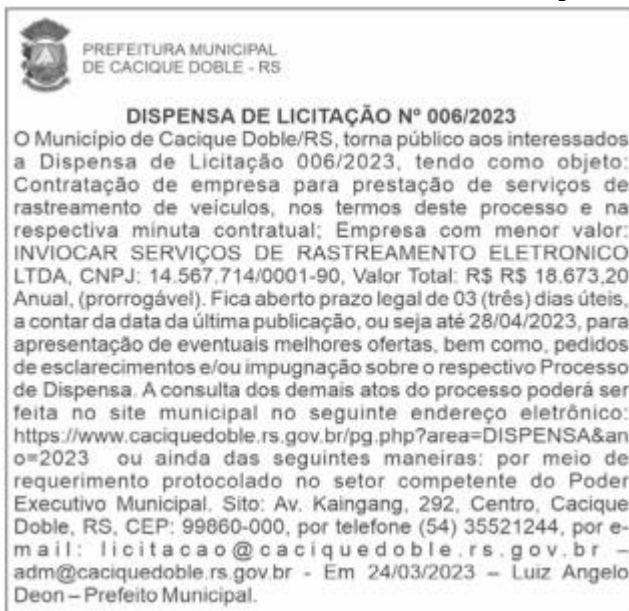 PREFEITURA MUNICIPAL
DE CACIQUE DOBLE - RS
DISPENSA DE LICITAÇÃO Nº 006/2023
O Município de Cacique Doble/RS, torna público aos interessados
a Dispensa de Licitação 006/2023, tendo como objeto:
Contratação de empresa para prestação de serviços de
rastreamento de veículos, nos termos deste processo e na
respectiva minuta contratual; Empresa com menor valor:
INVIOCAR SERVIÇOS DE RASTREAMENTO ELETRONICO
LTDA, CNPJ: 14.567.714/0001-90, Valor Total: R$ R$ 18.673,20
Anual, (prorrogável). Fica aberto prazo legal de 03 (três) dias úteis,
a contar da data da última publicação, ou seja até 28/04/2023, para
apresentação de eventuais melhores ofertas, bem como, pedidos
de esclarecimentos e/ou impugnação sobre o respectivo Processo
de Dispensa. A consulta dos demais atos do processo poderá ser
feita no site municipal no seguinte endereço eletrônico:
https://www.caciquedoble.rs.gov.br/pg.php?area=DISPENSA&an
o=2023 ou ainda das seguintes maneiras: por meio de
requerimento protocolado no setor competente do Poder
Executivo Municipal. Sito: Av. Kaingang, 292, Centro, Cacique
Doble, RS, CEP: 99860-000, por telefone (54) 35521244, por e-
mail: licitacao@caciquedoble.rs.gov.br –
adm@caciquedoble.rs.gov.br - Em 24/03/2023 – Luiz Angelo
Deon – Prefeito Municipal.